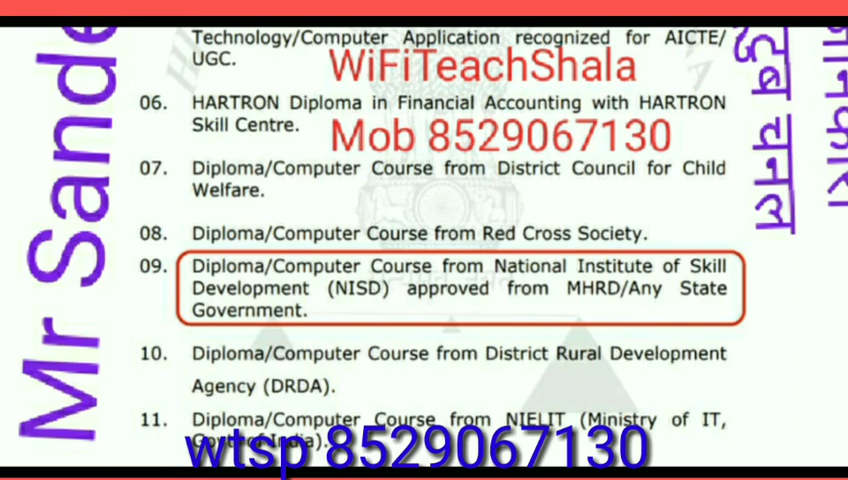 Technology/Computer Application recognized for AICTE/
UGC.
WiFiTeachShala
06. HARTRON Diploma in Financial Accounting with HARTRON
Skill Centre.
Mob 8529067130
07. Diploma/Computer Course from District Council for Child
Welfare.
08. Diploma/Computer Course from Red Cross Society.
09. Diploma/Computer Course from National Institute of Skill
Development (NISD) approved from MHRD/Any State
Government.
10. Diploma/Computer Course from District Rural Development
Agency (DRDA).
11. Diploma/Computer Course from NIELIT (Ministry of IT,
Govt. of India).
wtsp 8529067130
Mr Sande
चैनल